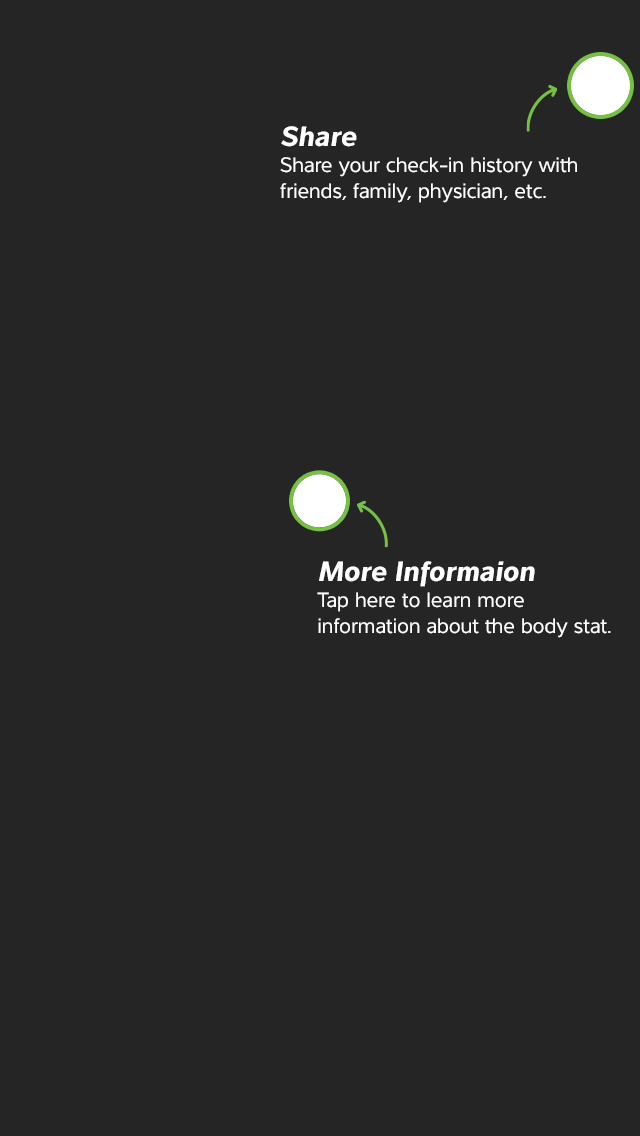 Share
Share your check-in history with
friends, family, physician, etc.
More Informaion
Tap here to learn more
information about the body stat.